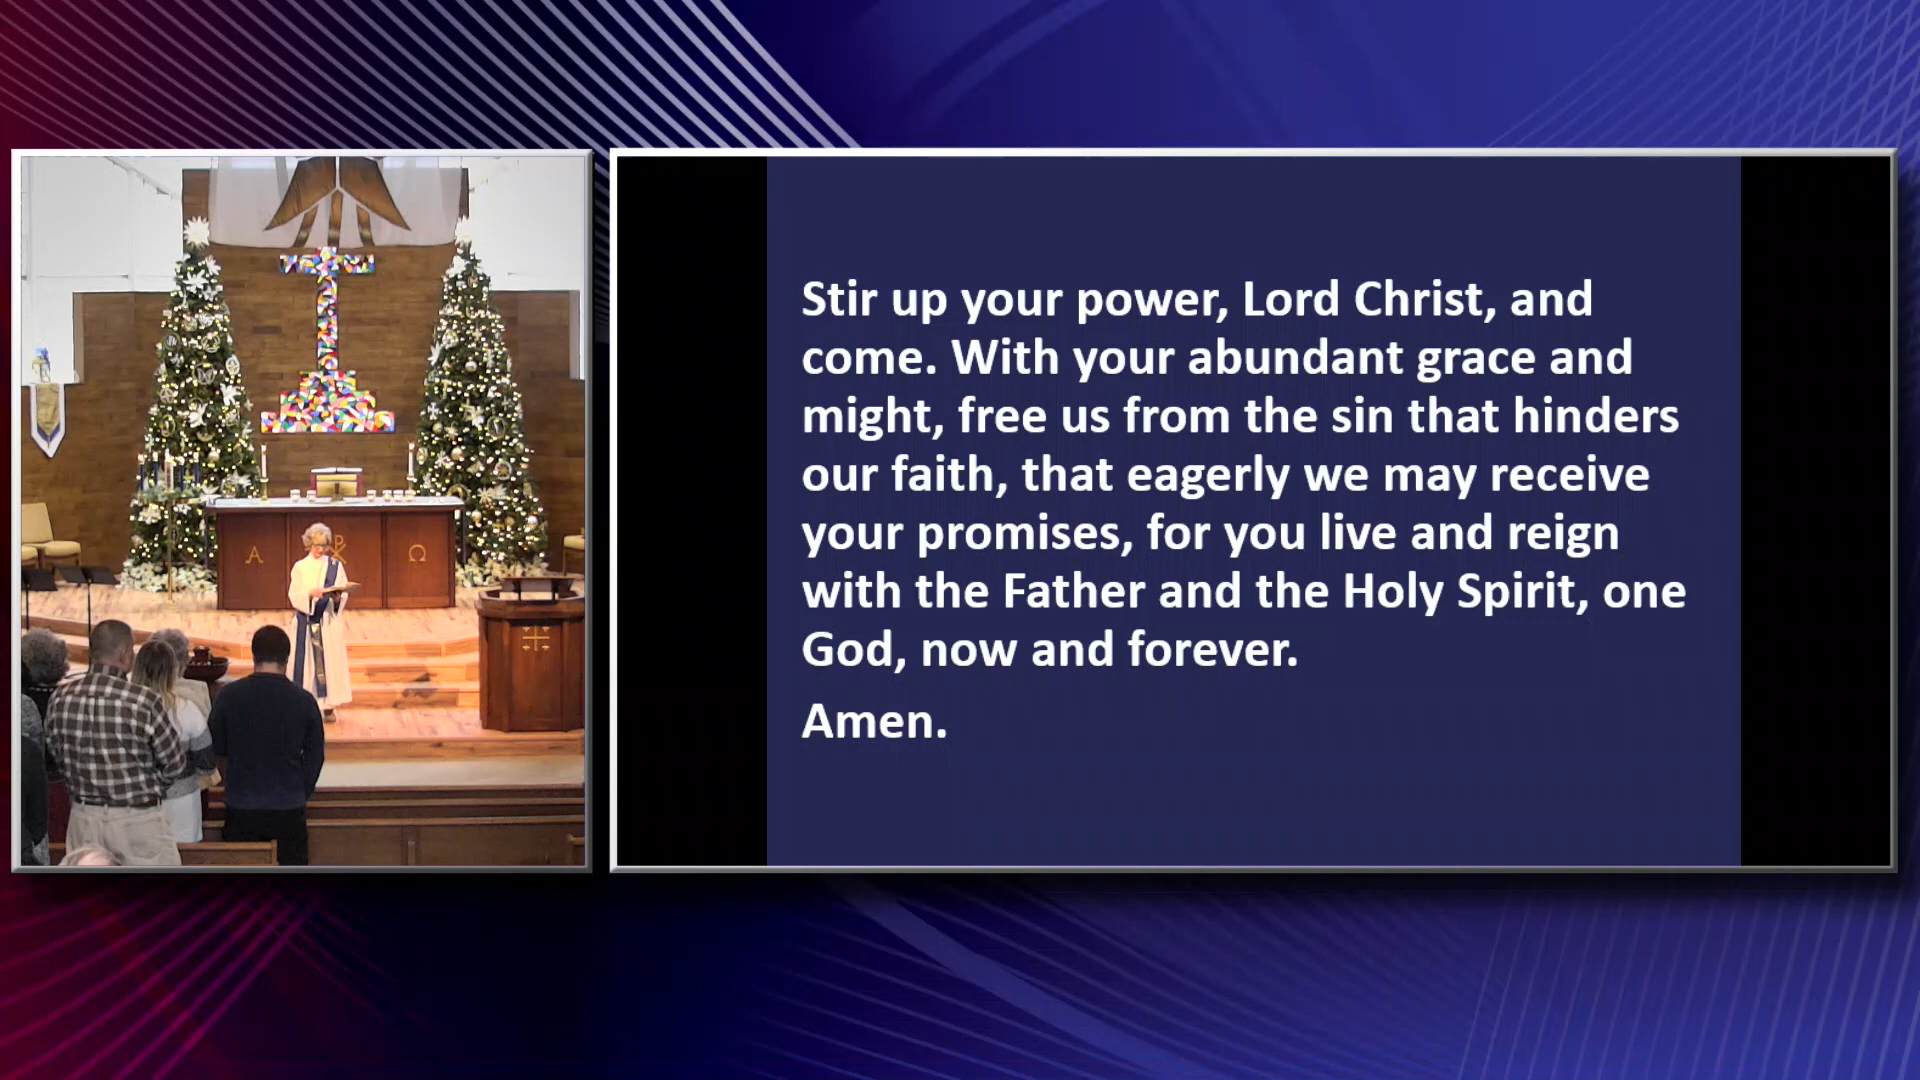 Stir up your power, Lord Christ, and
come. With your abundant grace and
might, free us from the sin that hinders
our faith, that eagerly we may receive
your promises, for you live and reign
with the Father and the Holy Spirit, one
God, now and forever.
Amen.
Α
Ω